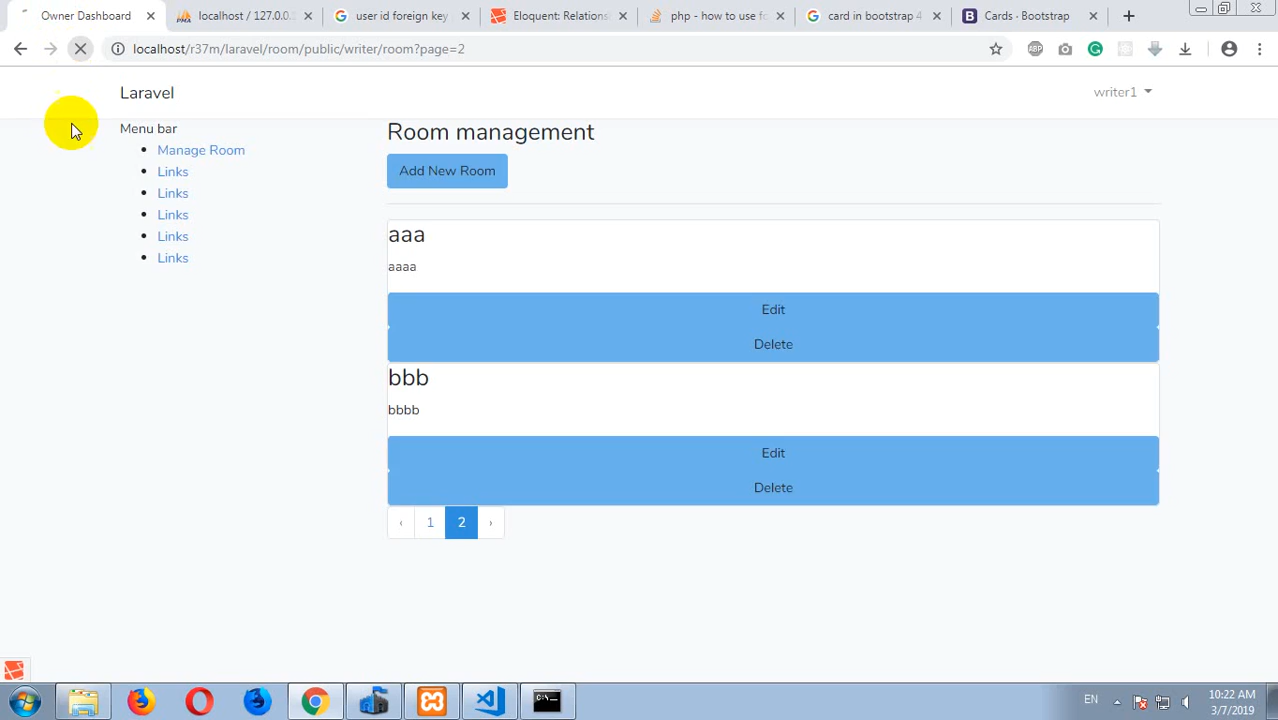 Owner Dashboard
localhost / 127.0.0.
user id foreign key
Eloquent: Relations
php - how to use fo
card in bootstrap 4
B Cards · Bootstrap
localhost/r37m/laravel/room/public/writer/room?page=2
ABP
Laravel
writer1
Menu bar
Manage Room
Links
Links
Links
Links
Links
Room management
Add New Room
aaa
aaaa
Edit
Delete
bbb
bbbb
Edit
Delete
‹ 1 2 ›
EN
10:22 AM
3/7/2019